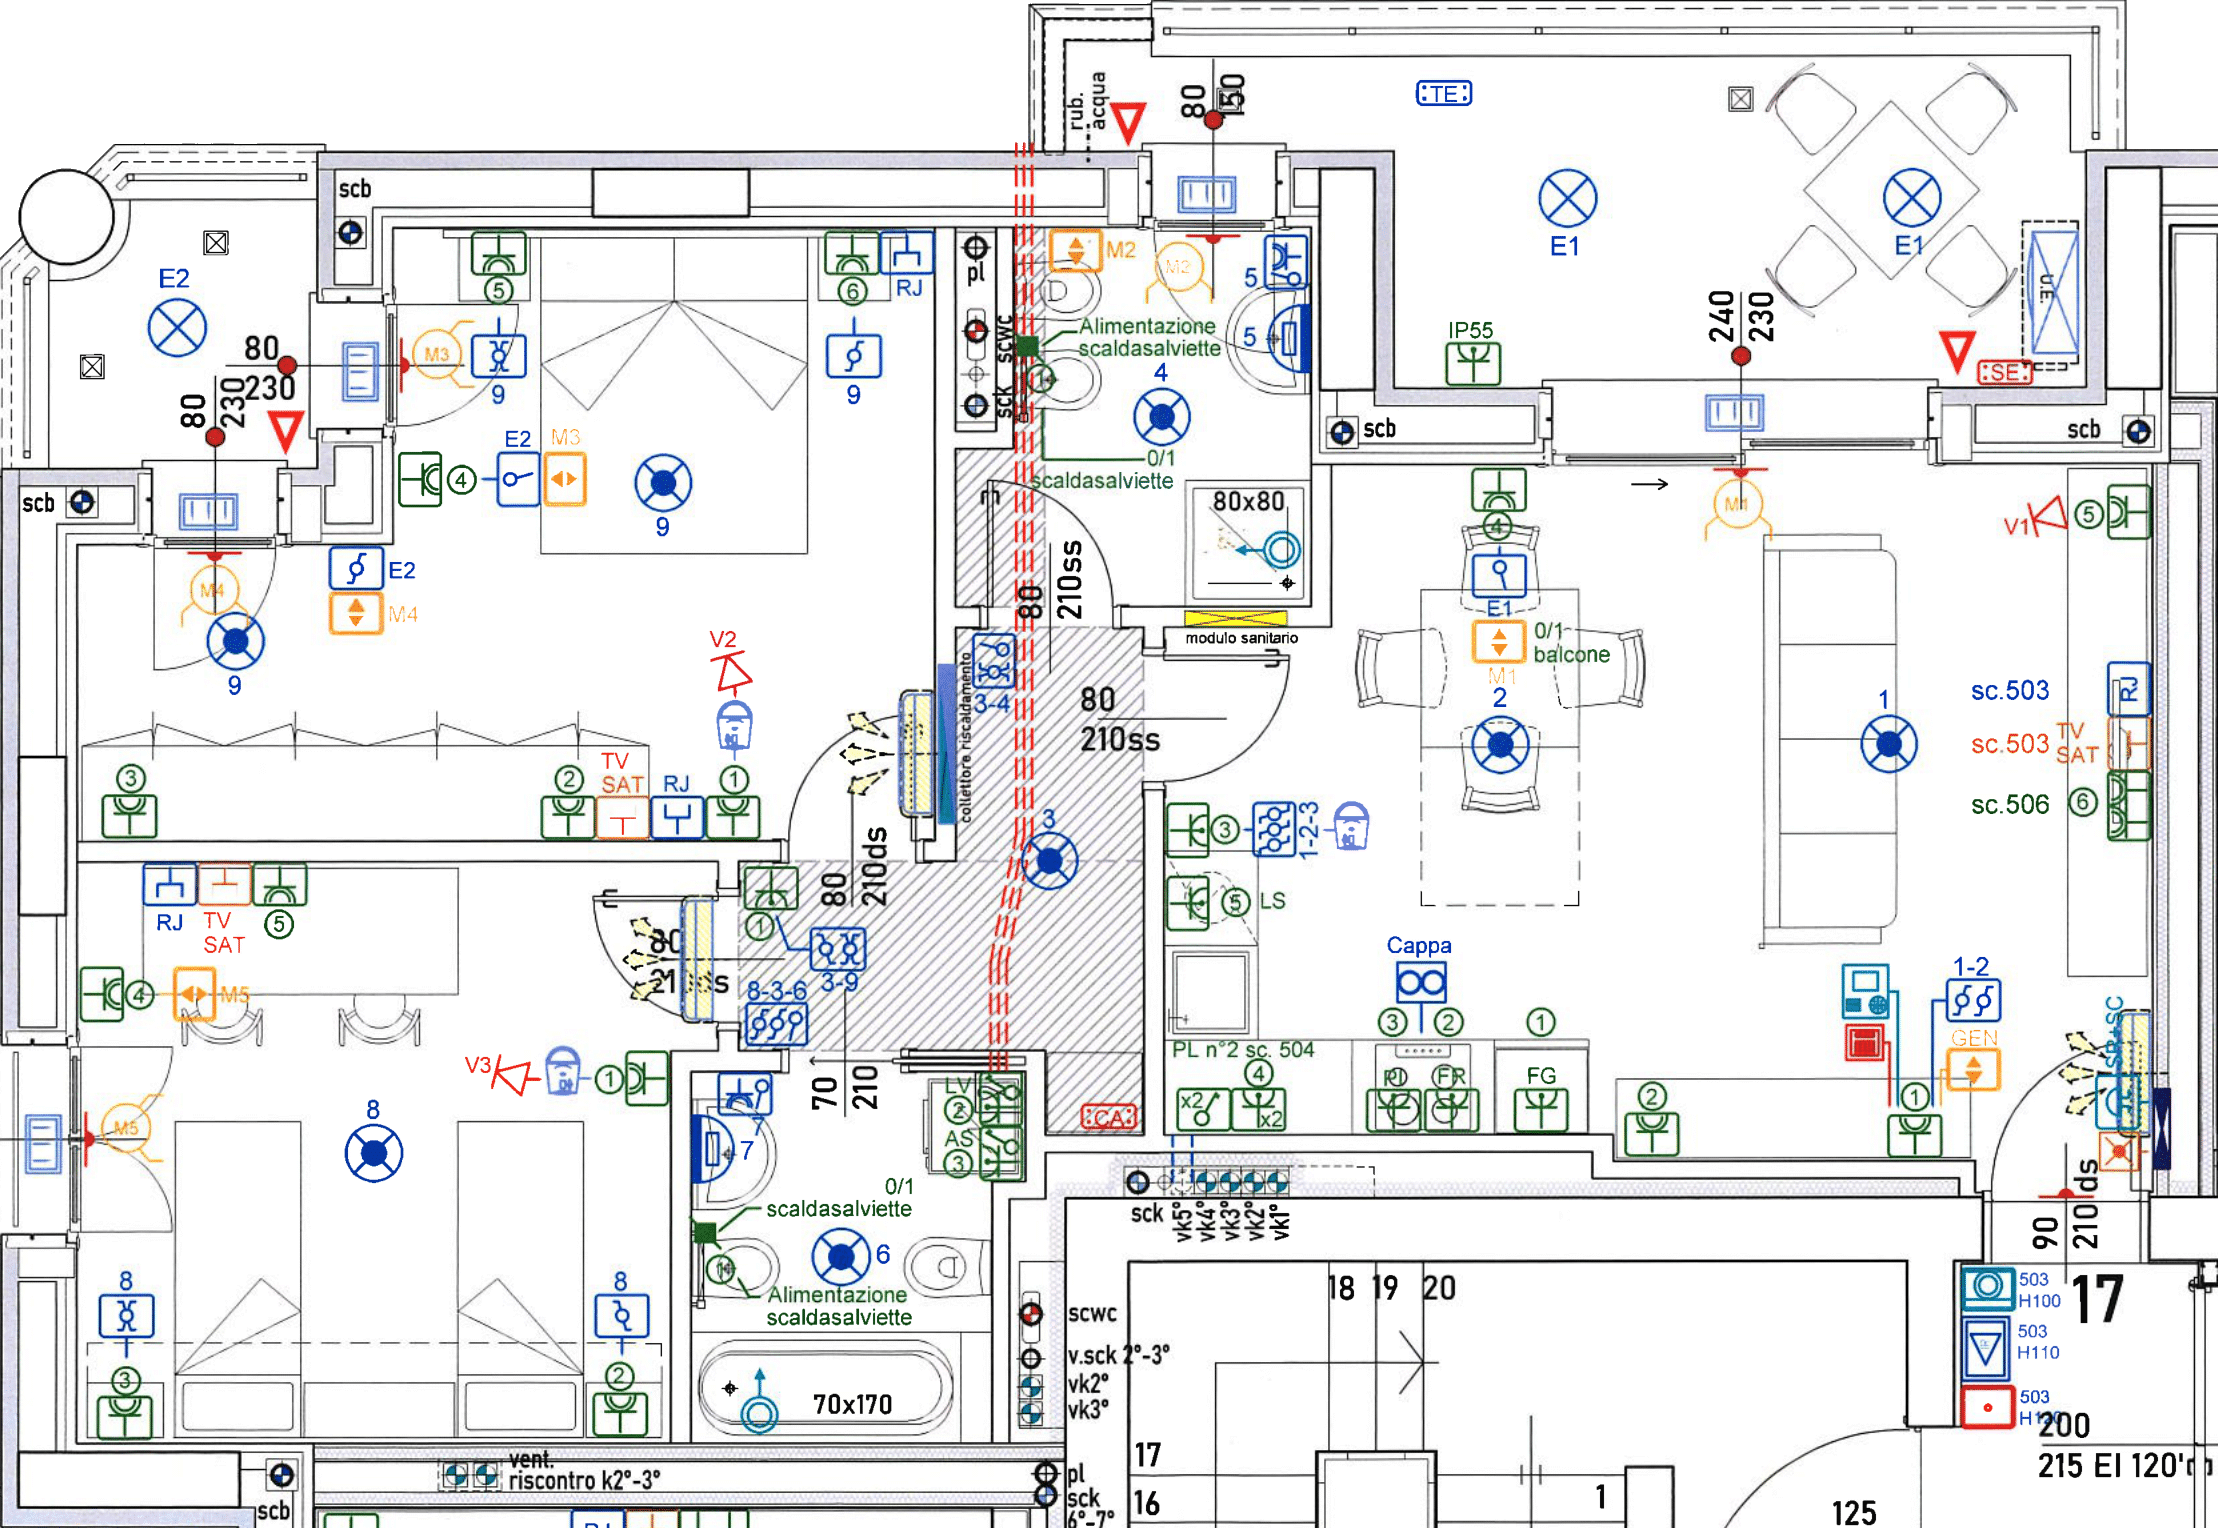 rub.
acqua
80
150
TE
scb
E2
5
6
RJ
pl
M2
M2
5
E1
E1
U.E.
240
230
80
230
80
230
M3
9
9
scwc
sck
Alimentazione
scaldasalviette
5
1
4
IP55
SE
scb
scb
E2
M3
4
9
0/1
scaldasalviette
80x80
4
M1
V1
5
scb
E2
M4
M4
9
80
210ss
modulo sanitario
E1
0/1
balcone
M1
V2
collettore riscaldamento
3-4
80
210ss
2
1
sc.503
RJ
sc.503
TV
SAT
sc.506
6
3
2
TV
SAT
RJ
1
3
3
1-2-3
80
210ds
1
5
LS
RJ
TV
SAT
5
4
M5
3-9
8-3-6
Cappa
3
2
1
1-2
GEN
SP+SC
PL n°2 sc. 504
4
x2
x2
PI
FR
FG
2
1
V3
1
M5
8
70
210
LV
2
AS
3
CA
7
7
0/1
scaldasalviette
6
1
Alimentazione
scaldasalviette
sck
vk5°
vk4°
vk3°
vk2°
vk1°
90
210ds
8
8
3
2
70x170
scwc
v.sck 2°-3°
vk2°
vk3°
18
19
20
503
H100
17
503
H110
503
200
215 EI 120'
vent.
riscontro k2°-3°
scb
pl
sck
6°-7°
17
16
1
125